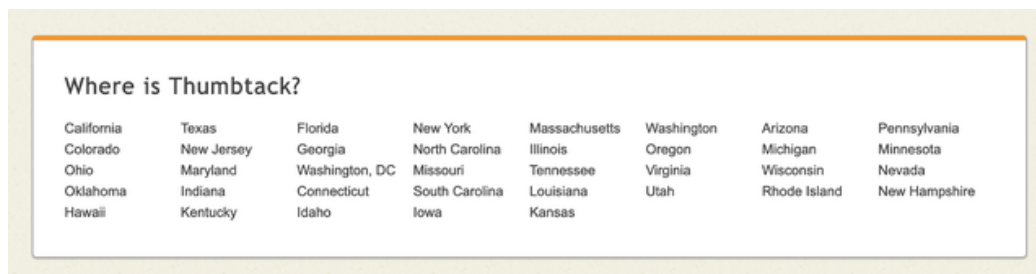 Where is Thumbtack?
California Texas Florida New York Massachusetts Washington Arizona Pennsylvania
Colorado New Jersey Georgia North Carolina Illinois Oregon Michigan Minnesota
Ohio Maryland Washington, DC Missouri Tennessee Virginia Wisconsin Nevada
Oklahoma Indiana Connecticut South Carolina Louisiana Utah Rhode Island New Hampshire
Hawaii Kentucky Idaho Iowa Kansas